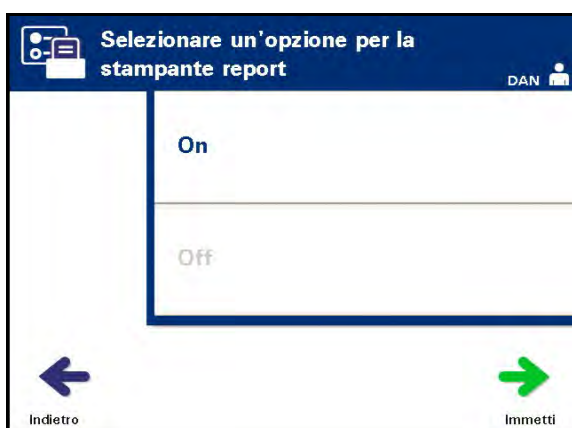 Selezionare un'opzione per la
stampante report
DAN
On
Off
Indietro
Immetti